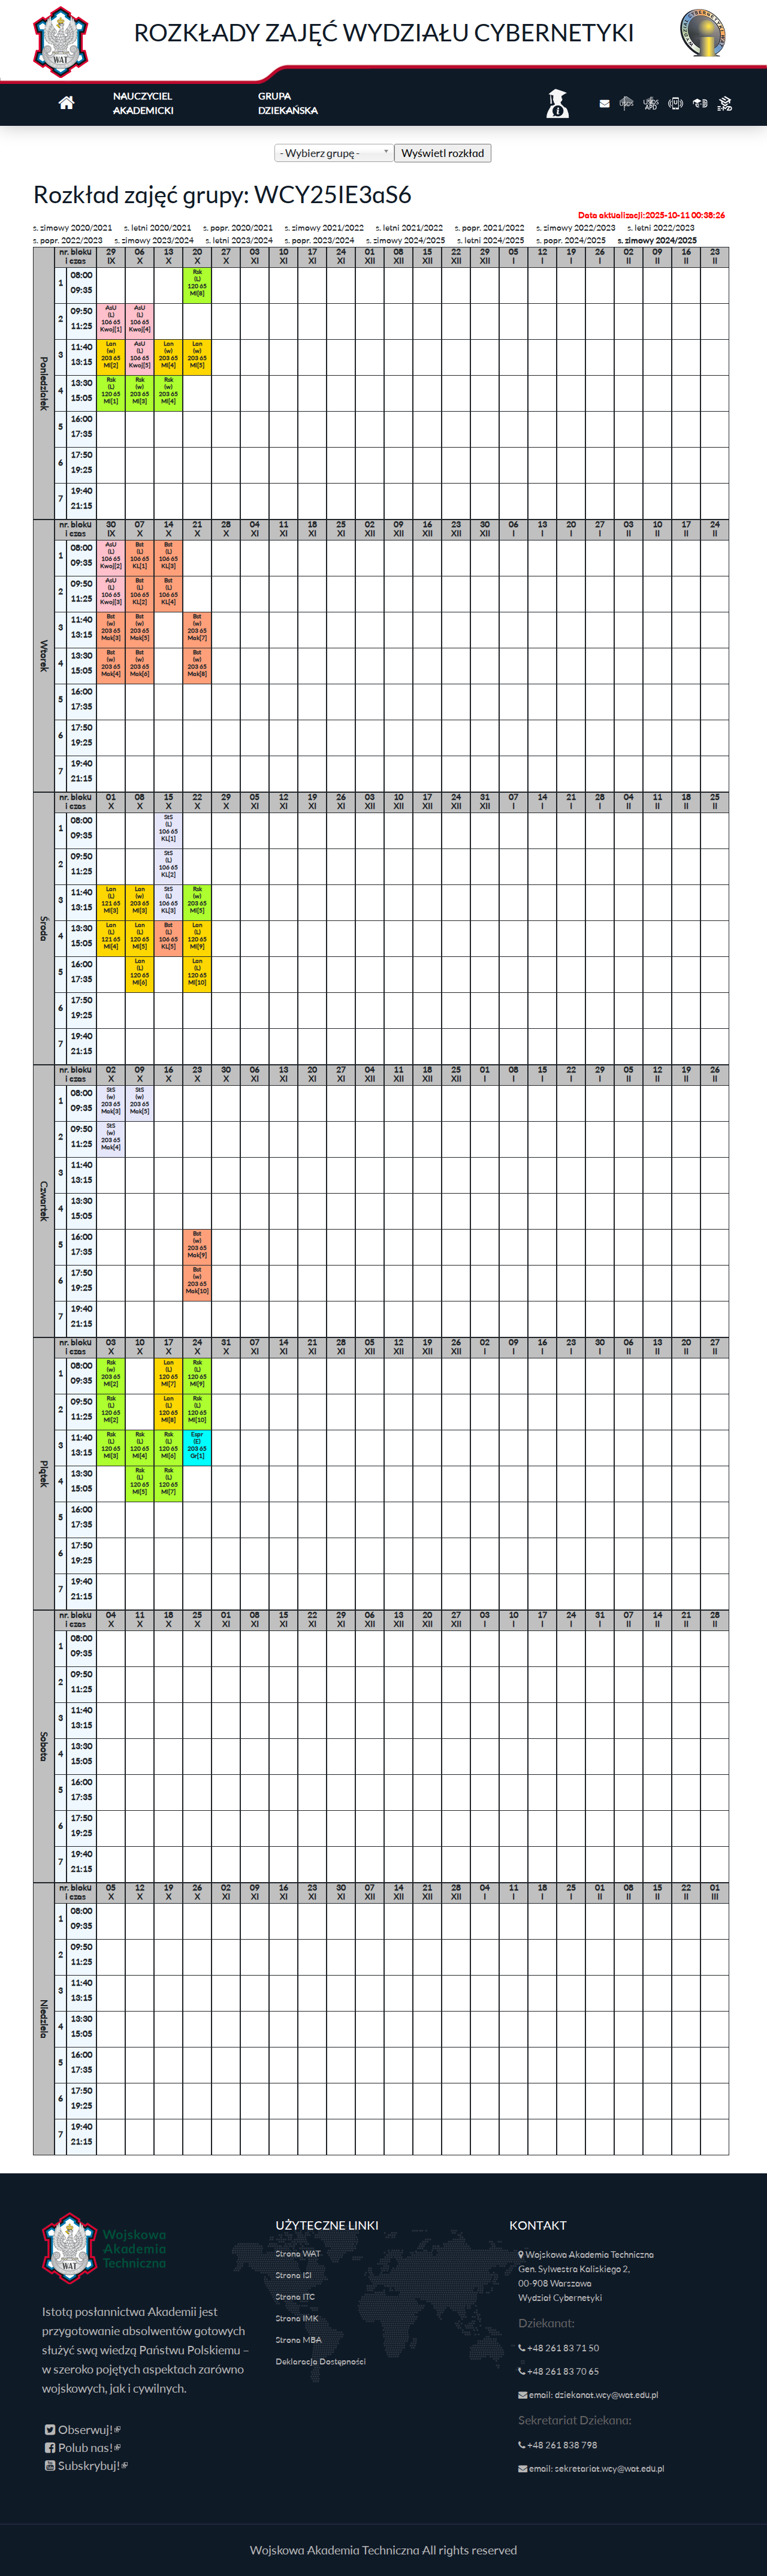 WAT
ROZKŁADY ZAJĘĆ WYDZIAŁU CYBERNETYKI
NAUCZYCIEL
AKADEMICKI
GRUPA
DZIEKAŃSKA
- Wybierz grupę -
Wyświetl rozkład
Rozkład zajęć grupy: WCY25IE3aS6
Data aktualizacji:2025-10-11 00:38:26
s. zimowy 2020/2021 s. letni 2020/2021 s. popr. 2020/2021 s. zimowy 2021/2022 s. letni 2021/2022 s. popr. 2021/2022 s. zimowy 2022/2023 s. letni 2022/2023
s. popr. 2022/2023 s. zimowy 2023/2024 s. letni 2023/2024 s. popr. 2023/2024 s. zimowy 2024/2025 s. letni 2024/2025 s. popr. 2024/2025 s. zimowy 2024/2025
Poniedziałek
nr. bloku 29 06 13 20 27 03 10 17 24 01 08 15 22 29 05 12 19 26 02 09 16 23
i czas IX X X X X XI XI XI XI XII XII XII XII XII I I I I II II II II
1 08:00 09:35
Rsk (L) 120 65 Ml[8]
2 09:50 11:25
AsU (L) 106 65 Kwoj[1]
AsU (L) 106 65 Kwoj[4]
3 11:40 13:15
Lan (w) 203 65 Ml[2]
AsU (L) 106 65 Kwoj[5]
Lan (w) 203 65 Ml[4]
Lan (w) 203 65 Ml[5]
4 13:30 15:05
Rsk (L) 120 65 Ml[1]
Rsk (w) 203 65 Ml[3]
Rsk (w) 203 65 Ml[4]
5 16:00 17:35
6 17:50 19:25
7 19:40 21:15
Wtorek
nr. bloku 30 07 14 21 28 04 11 18 25 02 09 16 23 30 06 13 20 27 03 10 17 24
i czas IX X X X X XI XI XI XI XII XII XII XII XII I I I I II II II II
1 08:00 09:35
AsU (L) 106 65 Kwoj[2]
Bst (L) 106 65 KL[1]
Bst (L) 106 65 KL[3]
2 09:50 11:25
AsU (L) 106 65 Kwoj[3]
Bst (L) 106 65 KL[2]
Bst (L) 106 65 KL[4]
3 11:40 13:15
Bst (w) 203 65 Mak[3]
Bst (w) 203 65 Mak[5]
Bst (w) 203 65 Mak[7]
4 13:30 15:05
Bst (w) 203 65 Mak[4]
Bst (w) 203 65 Mak[6]
Bst (w) 203 65 Mak[8]
5 16:00 17:35
6 17:50 19:25
7 19:40 21:15
Środa
nr. bloku 01 08 15 22 29 05 12 19 26 03 10 17 24 31 07 14 21 28 04 11 18 25
i czas X X X X X XI XI XI XI XII XII XII XII XII I I I I II II II II
1 08:00 09:35
StS (L) 106 65 KL[1]
2 09:50 11:25
StS (L) 106 65 KL[2]
3 11:40 13:15
Lan (L) 121 65 Ml[3]
Lan (w) 203 65 Ml[3]
StS (L) 106 65 KL[3]
Rsk (w) 203 65 Ml[5]
4 13:30 15:05
Lan (L) 121 65 Ml[4]
Lan (L) 120 65 Ml[5]
Bst (L) 106 65 KL[5]
Lan (L) 120 65 Ml[9]
5 16:00 17:35
Lan (L) 120 65 Ml[6]
Lan (L) 120 65 Ml[10]
6 17:50 19:25
7 19:40 21:15
Czwartek
nr. bloku 02 09 16 23 30 06 13 20 27 04 11 18 25 01 08 15 22 29 05 12 19 26
i czas X X X X X XI XI XI XI XII XII XII XII I I I I I II II II II
1 08:00 09:35
StS (w) 203 65 Mak[3]
StS (w) 203 65 Mak[5]
2 09:50 11:25
StS (w) 203 65 Mak[4]
3 11:40 13:15
4 13:30 15:05
5 16:00 17:35
Bst (w) 203 65 Mak[9]
6 17:50 19:25
Bst (w) 203 65 Mak[10]
7 19:40 21:15
Piątek
nr. bloku 03 10 17 24 31 07 14 21 28 05 12 19 26 02 09 16 23 30 06 13 20 27
i czas X X X X X XI XI XI XI XII XII XII XII I I I I I II II II II
1 08:00 09:35
Rsk (w) 203 65 Ml[2]
Lan (L) 120 65 Ml[7]
Rsk (L) 120 65 Ml[9]
2 09:50 11:25
Rsk (L) 120 65 Ml[2]
Lan (L) 120 65 Ml[8]
Rsk (L) 120 65 Ml[10]
3 11:40 13:15
Rsk (L) 120 65 Ml[3]
Rsk (L) 120 65 Ml[4]
Rsk (L) 120 65 Ml[6]
Espr (E) 203 65 Gr[1]
4 13:30 15:05
Rsk (L) 120 65 Ml[5]
Rsk (L) 120 65 Ml[7]
5 16:00 17:35
6 17:50 19:25
7 19:40 21:15
Sobota
nr. bloku 04 11 18 25 01 08 15 22 29 06 13 20 27 03 10 17 24 31 07 14 21 28
i czas X X X X XI XI XI XI XI XII XII XII XII I I I I I II II II II
1 08:00 09:35
2 09:50 11:25
3 11:40 13:15
4 13:30 15:05
5 16:00 17:35
6 17:50 19:25
7 19:40 21:15
Niedziela
nr. bloku 05 12 19 26 02 09 16 23 30 07 14 21 28 04 11 18 25 01 08 15 22 01
i czas X X X X XI XI XI XI XI XII XII XII XII I I I I II II II II III
1 08:00 09:35
2 09:50 11:25
3 11:40 13:15
4 13:30 15:05
5 16:00 17:35
6 17:50 19:25
7 19:40 21:15
WAT
Wojskowa
Akademia
Techniczna
Istotą posłannictwa Akademii jest
przygotowanie absolwentów gotowych
służyć swą wiedzą Państwu Polskiemu –
w szeroko pojętych aspektach zarówno
wojskowych, jak i cywilnych.
Obserwuj!
Polub nas!
Subskrybuj!
UŻYTECZNE LINKI
Strona WAT
Strona ISI
Strona ITC
Strona IMK
Strona MBA
Deklaracja Dostępności
KONTAKT
Wojskowa Akademia Techniczna
Gen. Sylwestra Kaliskiego 2,
00-908 Warszawa
Wydział Cybernetyki
Dziekanat:
+48 261 83 71 50
+48 261 83 70 65
email: dziekanat.wcy@wat.edu.pl
Sekretariat Dziekana:
+48 261 838 798
email: sekretariat.wcy@wat.edu.pl
Wojskowa Akademia Techniczna All rights reserved